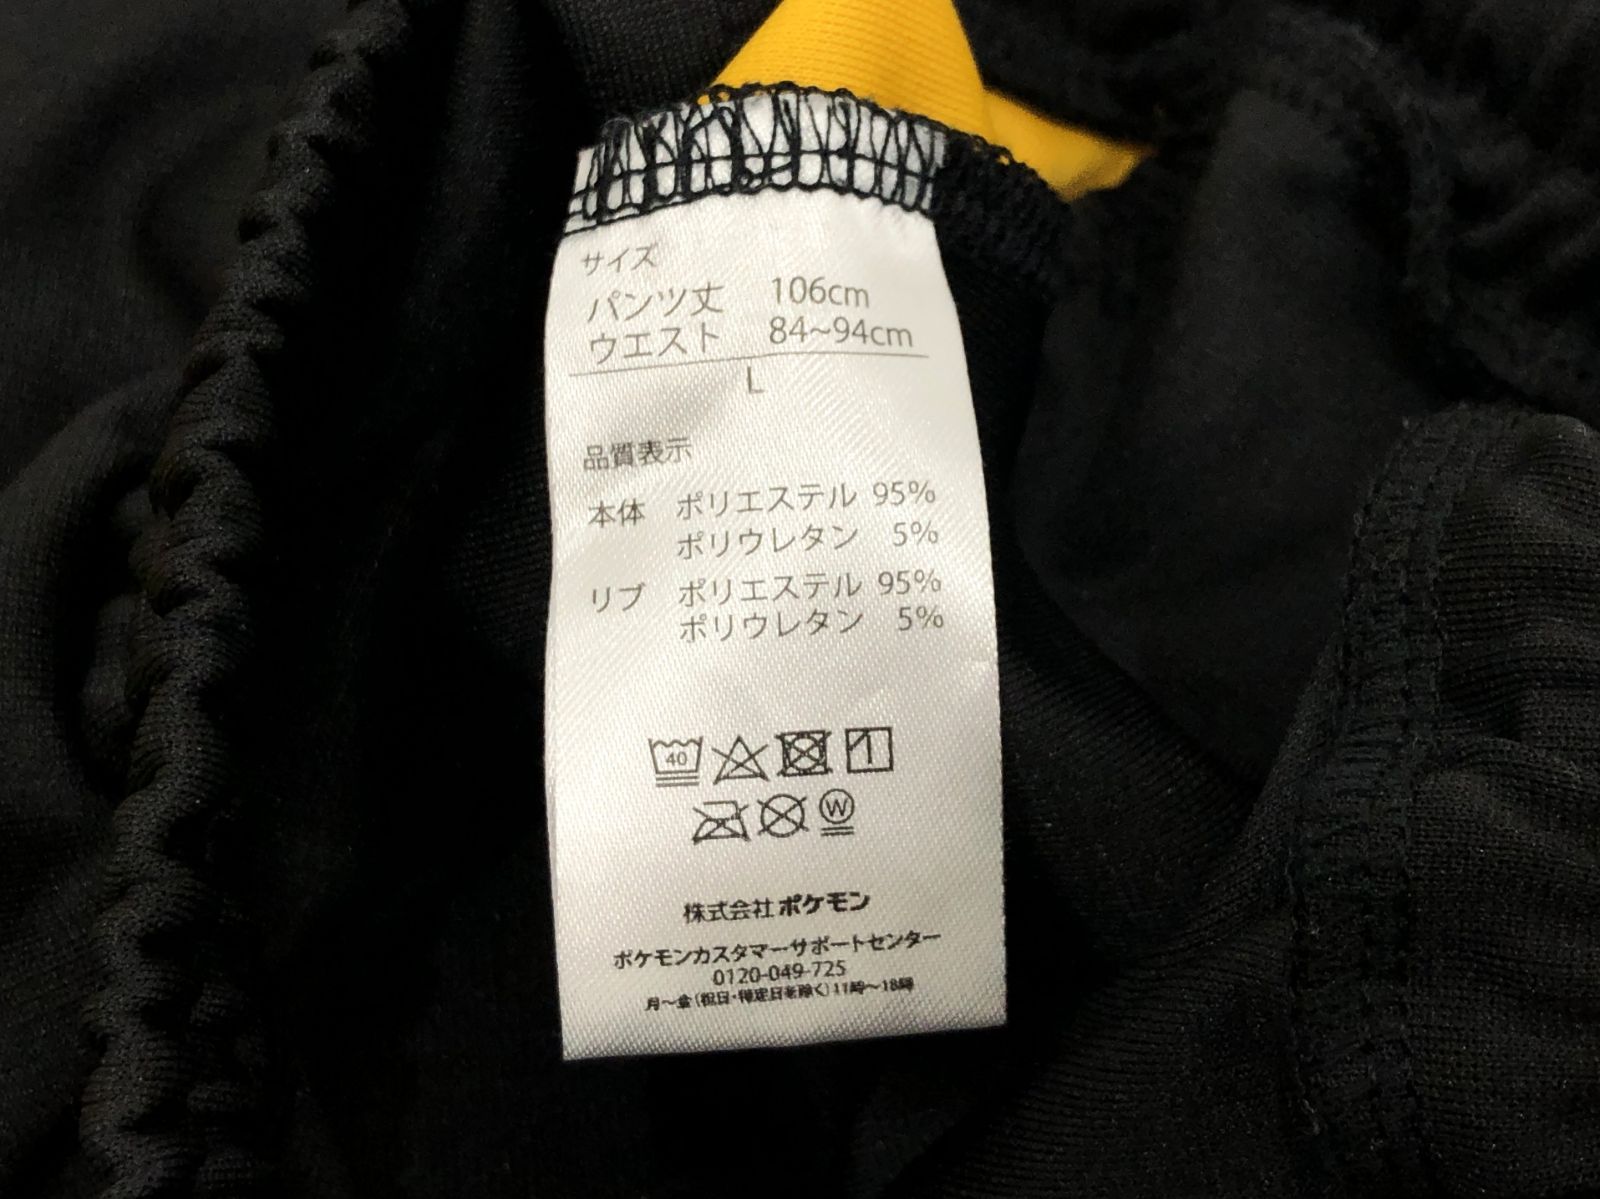 サイズ
パンツ丈 106cm
ウエスト 84~94cm
L
品質表示
本体 ポリエステル 95%
ポリウレタン 5%
リブ ポリエステル 95%
ポリウレタン 5%
40
1
W
株式会社ポケモン
ポケモンカスタマーサポートセンター
0120-049-725
月～金(祝日・特定日を除く)11時～18時